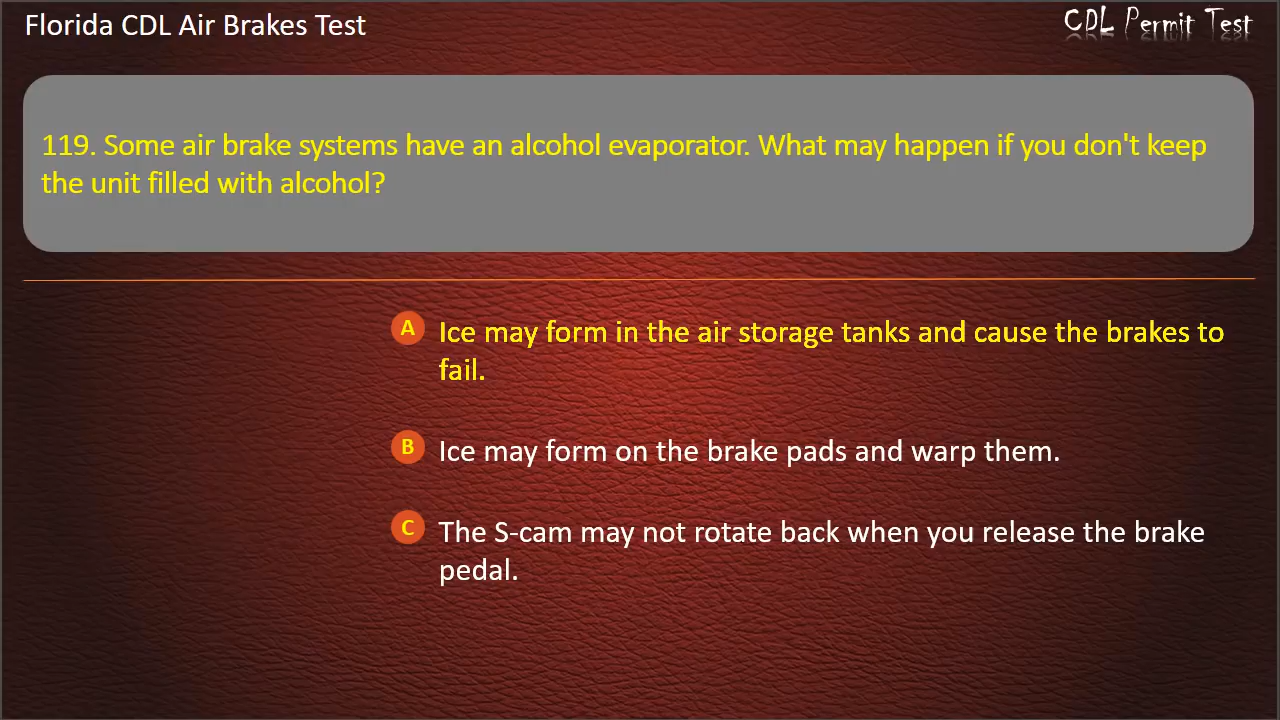 Florida CDL Air Brakes Test
CDL Permit Test
119. Some air brake systems have an alcohol evaporator. What may happen if you don't keep
the unit filled with alcohol?
A Ice may form in the air storage tanks and cause the brakes to
fail.
B Ice may form on the brake pads and warp them.
C The S-cam may not rotate back when you release the brake
pedal.